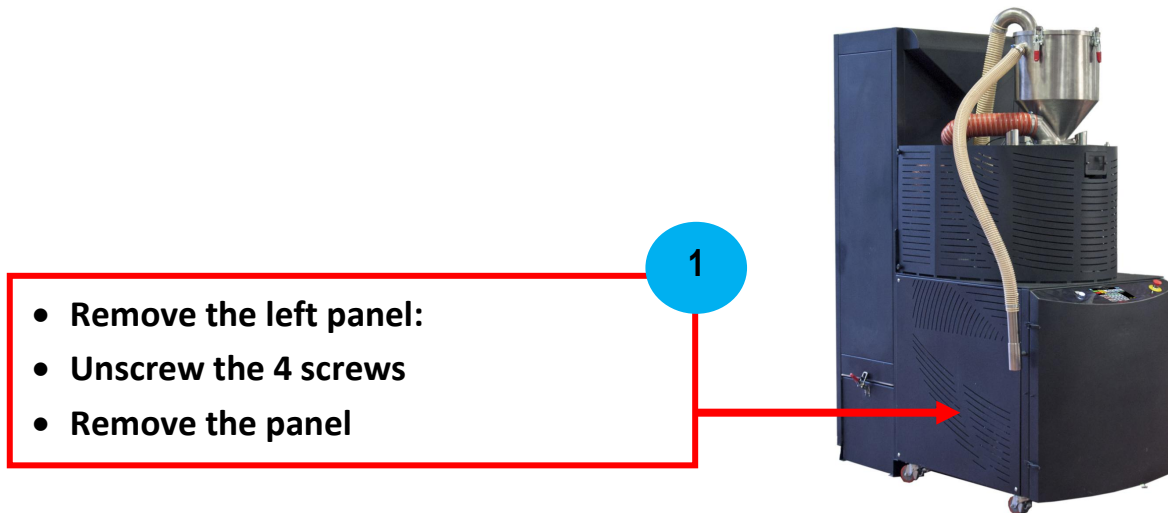 1
• Remove the left panel:
• Unscrew the 4 screws
• Remove the panel